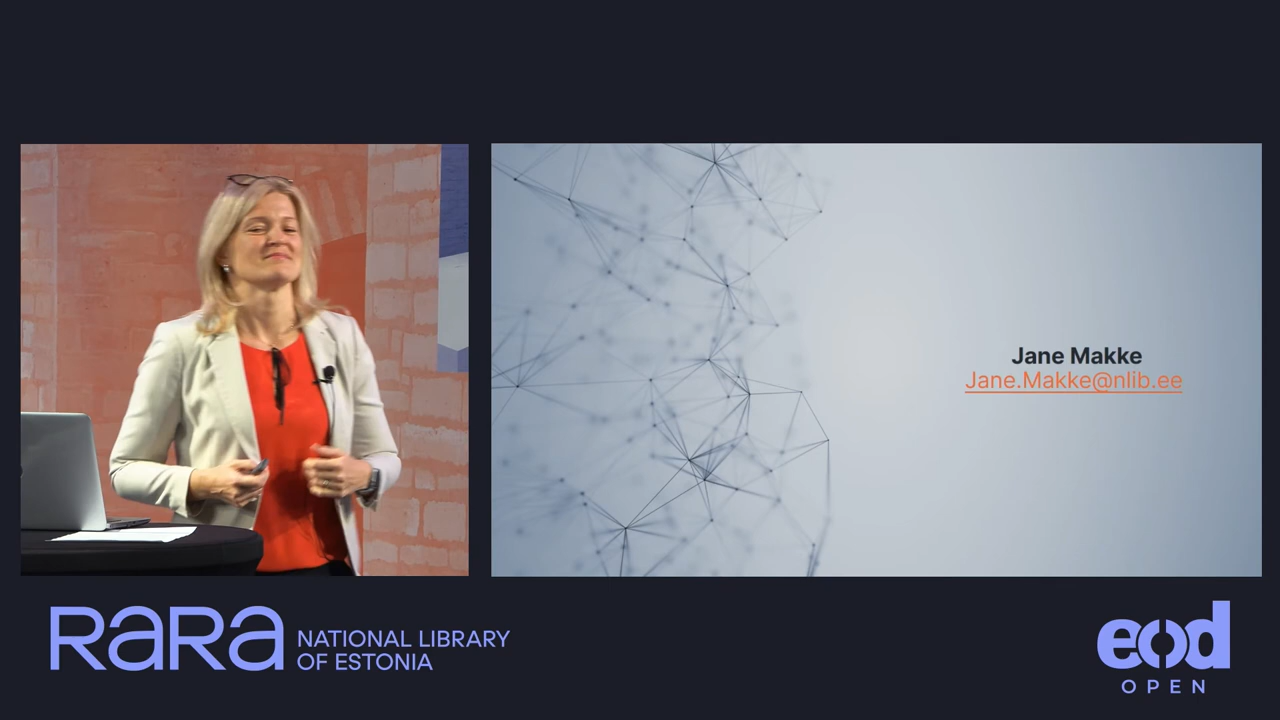 Jane Makke
Jane.Makke@nlib.ee
RaRa NATIONAL LIBRARY
OF ESTONIA
eod
OPEN